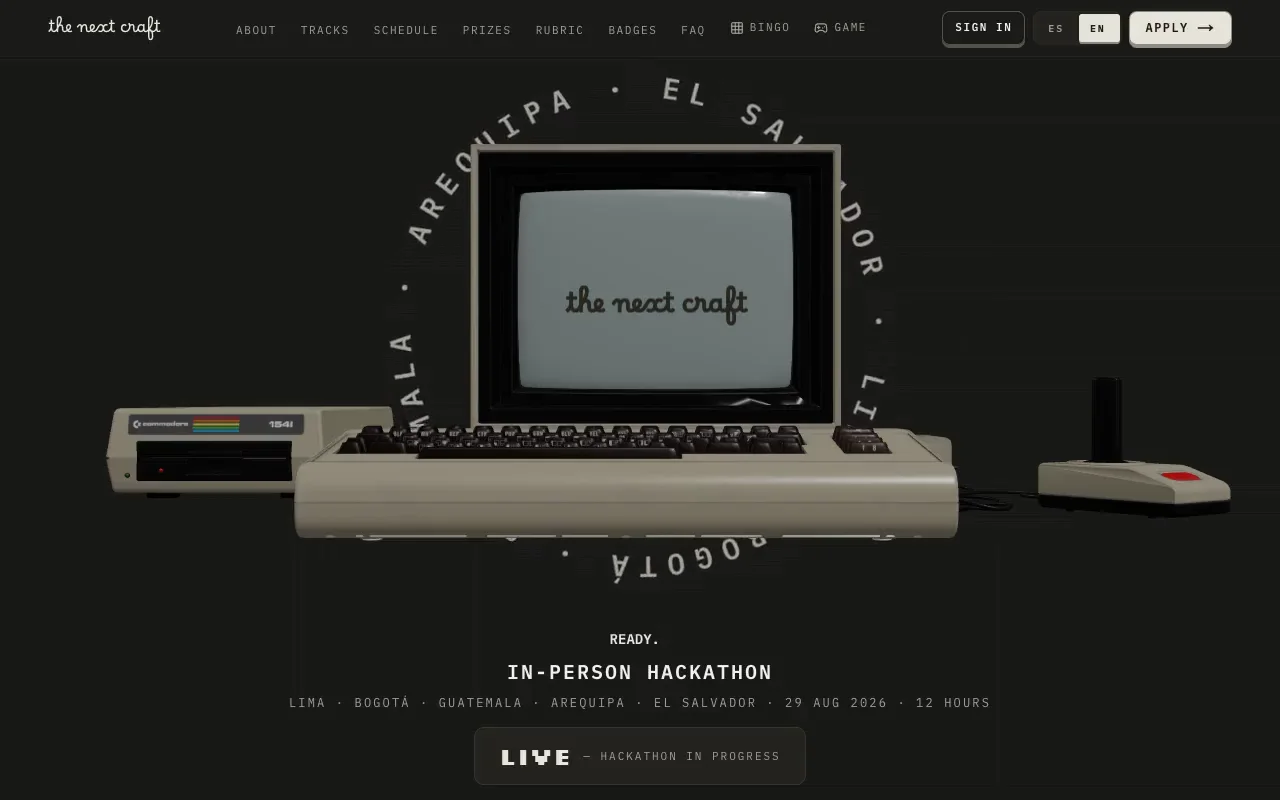 the next craft
ABOUT TRACKS SCHEDULE PRIZES RUBRIC BADGES FAQ BINGO GAME
SIGN IN
ES EN
APPLY →
AREQUIPA · EL SALVADOR · LI
MALA ·
BOGOTÁ ·
the next craft
commodore 1541
READY.
IN-PERSON HACKATHON
LIMA · BOGOTÁ · GUATEMALA · AREQUIPA · EL SALVADOR · 29 AUG 2026 · 12 HOURS
LIVE — HACKATHON IN PROGRESS